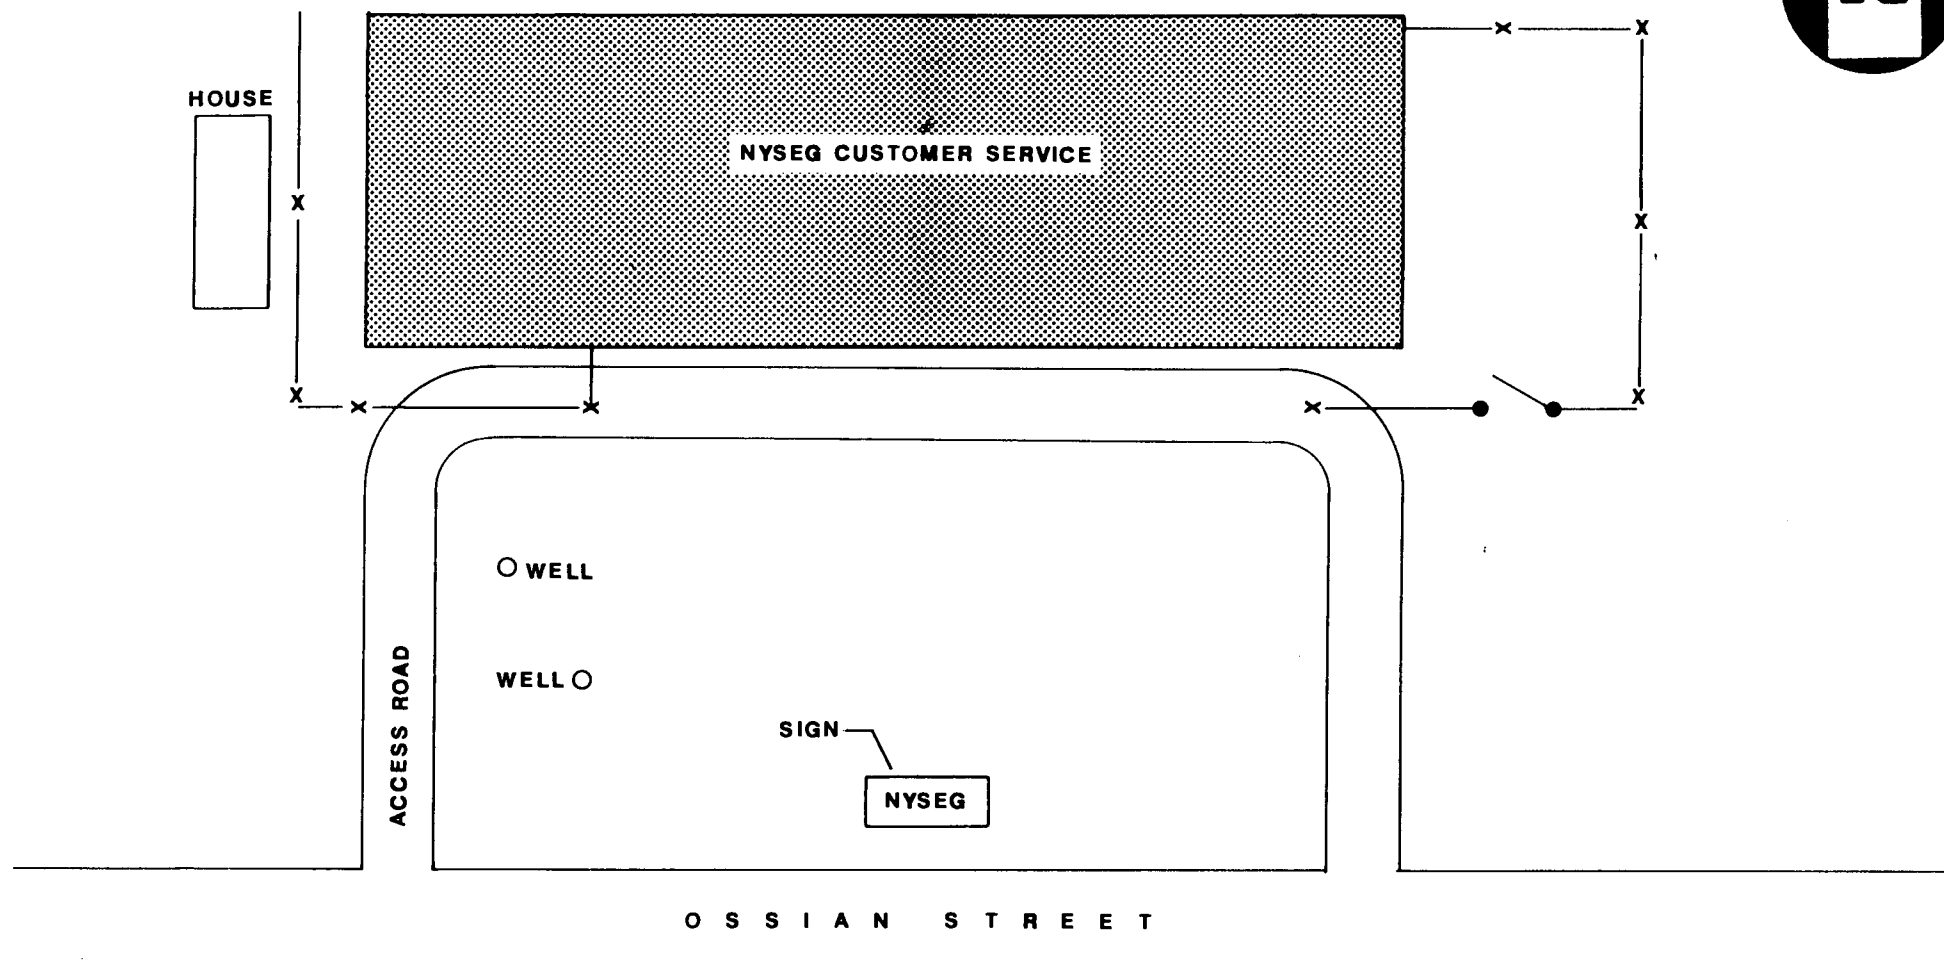 HOUSE
NYSEG CUSTOMER SERVICE
WELL
WELL
ACCESS ROAD
SIGN
NYSEG
OSSIAN STREET